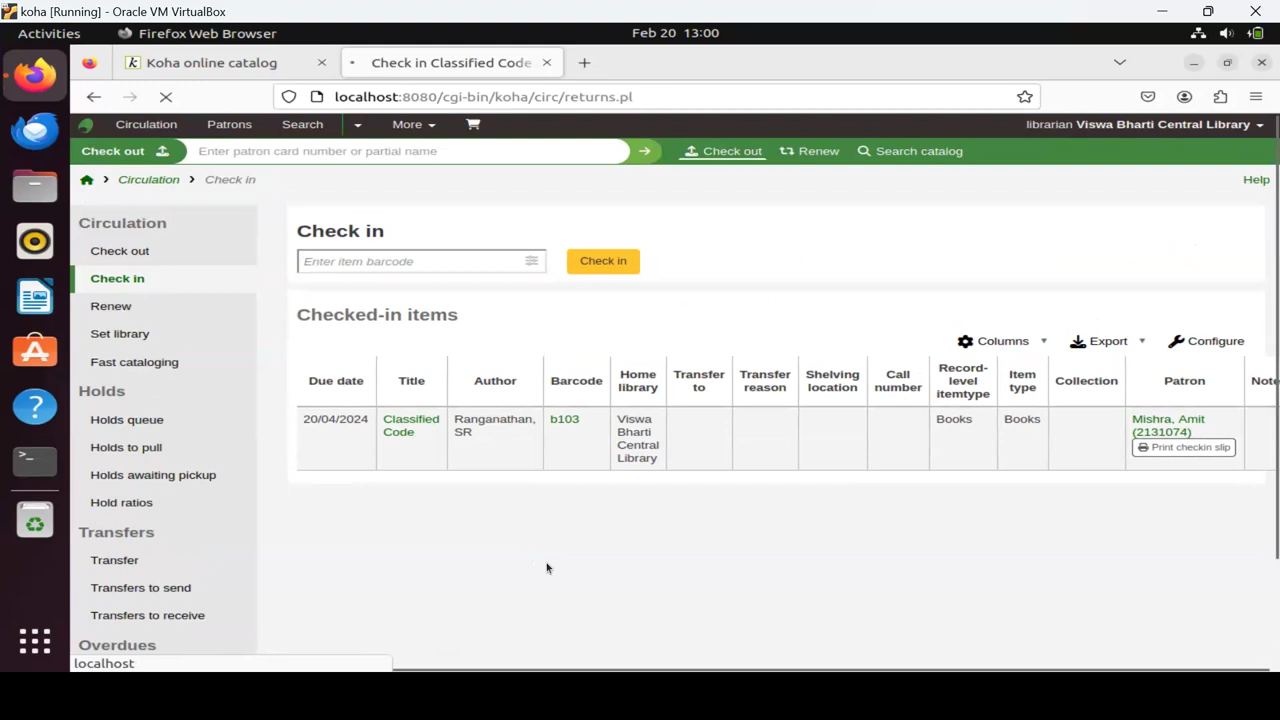 koha [Running] - Oracle VM VirtualBox
Activities Firefox Web Browser Feb 20 13:00
Koha online catalog Check in Classified Code
localhost:8080/cgi-bin/koha/circ/returns.pl
Circulation Patrons Search More librarian Viswa Bharti Central Library
Check out Enter patron card number or partial name Check out Renew Search catalog
Circulation Check in Help
Circulation
Check out
Check in
Renew
Set library
Fast cataloging
Holds
Holds queue
Holds to pull
Holds awaiting pickup
Hold ratios
Transfers
Transfer
Transfers to send
Transfers to receive
Overdues
Check in
Enter item barcode Check in
Checked-in items
Columns Export Configure
Due date Title Author Barcode Home library Transfer to Transfer reason Shelving location Call number Record-level itemtype Item type Collection Patron Note
20/04/2024 Classified Code Ranganathan, SR b103 Viswa Bharti Central Library Books Books Mishra, Amit (2131074)
Print checkin slip
localhost